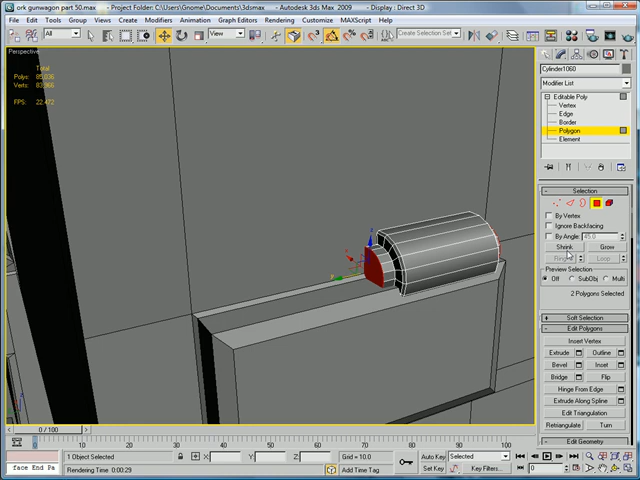 ork gunwagon part 50.max - Project Folder: C:\Users\Gnome\Documents\3dsmax - Autodesk 3ds Max 2009 - Display : Direct 3D
File Edit Tools Group Views Create Modifiers Animation Graph Editors Rendering Customize MAXScript Help
All View Create Selection Set
Perspective
Total
Polys: 85,036
Verts: 83,966
FPS: 22.472
Cylinder1060
Modifier List
Editable Poly
Vertex
Edge
Border
Polygon
Element
Selection
By Vertex
Ignore Backfacing
By Angle: 45.0
Shrink Grow
Ring Loop
Preview Selection
Off SubObj Multi
2 Polygons Selected
Soft Selection
Edit Polygons
Insert Vertex
Extrude Outline
Bevel Inset
Bridge Flip
Hinge From Edge
Extrude Along Spline
Edit Triangulation
Retriangulate Turn
Edit Geometry
0 / 100
0 10 20 30 40 50 60 70 80 90 100
1 Object Selected X: Y: Z: Grid = 10.0 Auto Key Selected
face End Pa Rendering Time 0:00:29 Add Time Tag Set Key Key Filters... 0